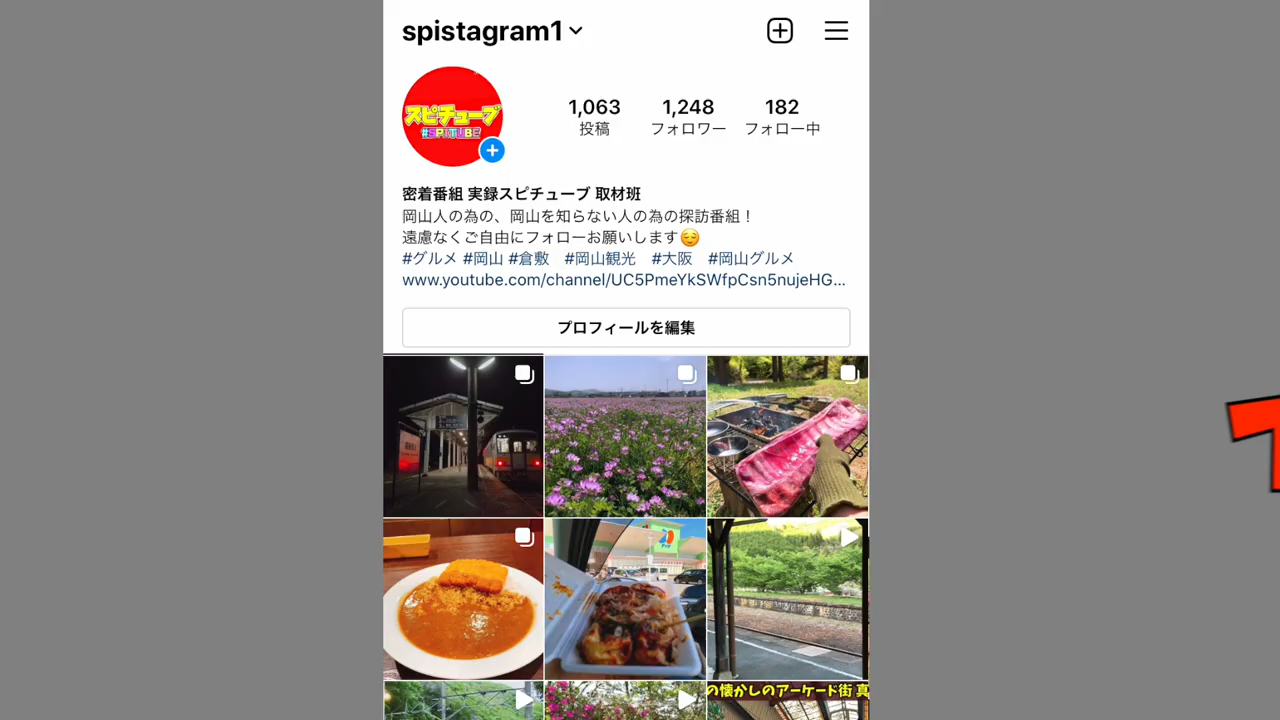 spistagram1
スピチューブ
#SPITUBE
1,063
投稿
1,248
フォロワー
182
フォロー中
密着番組 実録スピチューブ 取材班
岡山人の為の、岡山を知らない人の為の探訪番組！
遠慮なくご自由にフォローお願いします😌
#グルメ #岡山 #倉敷　#岡山観光　#大阪　#岡山グルメ
www.youtube.com/channel/UC5PmeYkSWfpCsn5nujeHG...
プロフィールを編集
の懐かしのアーケード街 真